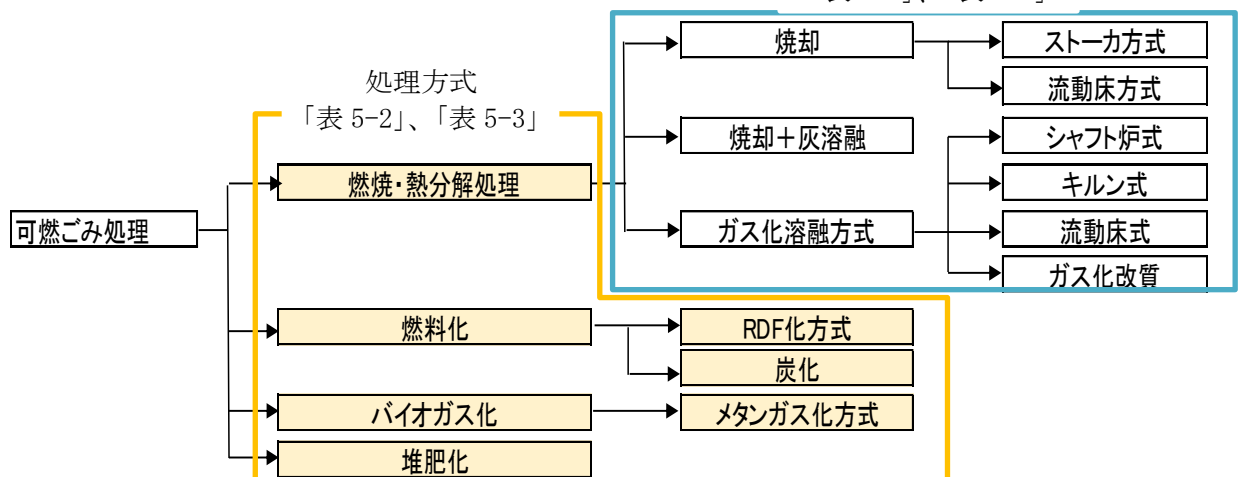 焼却
ストーカ方式
流動床方式
処理方式
「表 5-2」、「表 5-3」
焼却＋灰溶融
シャフト炉式
燃焼・熱分解処理
キルン式
可燃ごみ処理
ガス化溶融方式
流動床式
ガス化改質
燃料化
RDF化方式
炭化
バイオガス化
メタンガス化方式
堆肥化